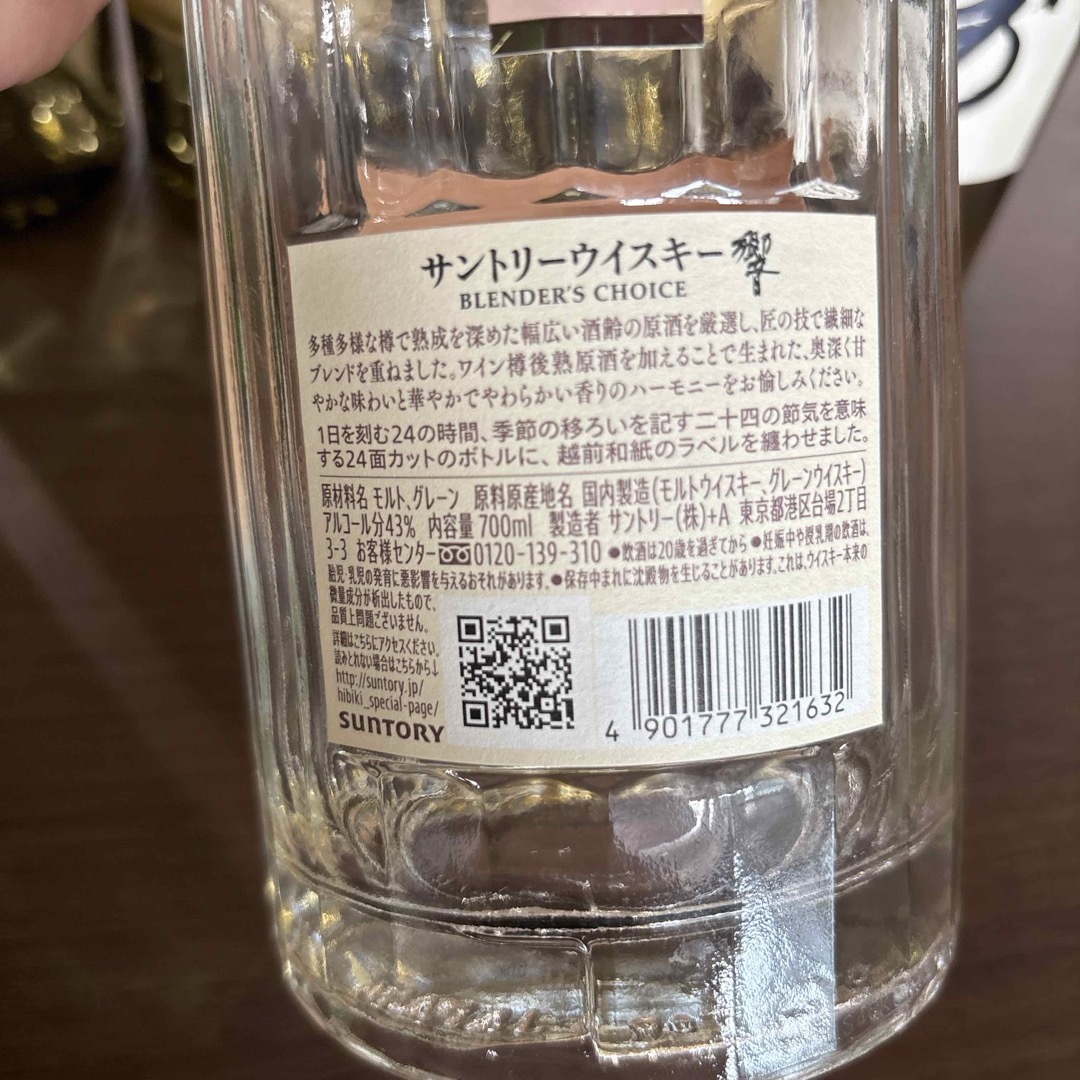 サントリーウイスキー響
BLENDER'S CHOICE
多種多様な樽で熟成を深めた幅広い酒齢の原酒を厳選し、匠の技で繊細な
ブレンドを重ねました。ワイン樽後熟原酒を加えることで生まれた、奥深く甘
やかな味わいと華やかでやわらかい香りのハーモニーをお愉しみください。
1日を刻む24の時間、季節の移ろいを記す二十四の節気を意味
する24面カットのボトルに、越前和紙のラベルを纏わせました。
原材料名 モルト、グレーン 原料原産地名 国内製造(モルトウイスキー、グレーンウイスキー)
アルコール分43% 内容量 700ml 製造者 サントリー(株)+A 東京都港区台場2丁目
3-3 お客様センター 0120-139-310 ●飲酒は20歳を過ぎてから ●妊娠中や授乳期の飲酒は、
胎児・乳児の発育に悪影響を与えるおそれがあります。●保存中まれに沈殿物を生じることがあります。これは、ウイスキー本来の
微量成分が析出したもので、
品質上問題ございません。
詳細はこちらにアクセスください。
読みとれない場合はこちらから↓
http://suntory.jp/
hibiki_special-page/
SUNTORY
4 901777 321632